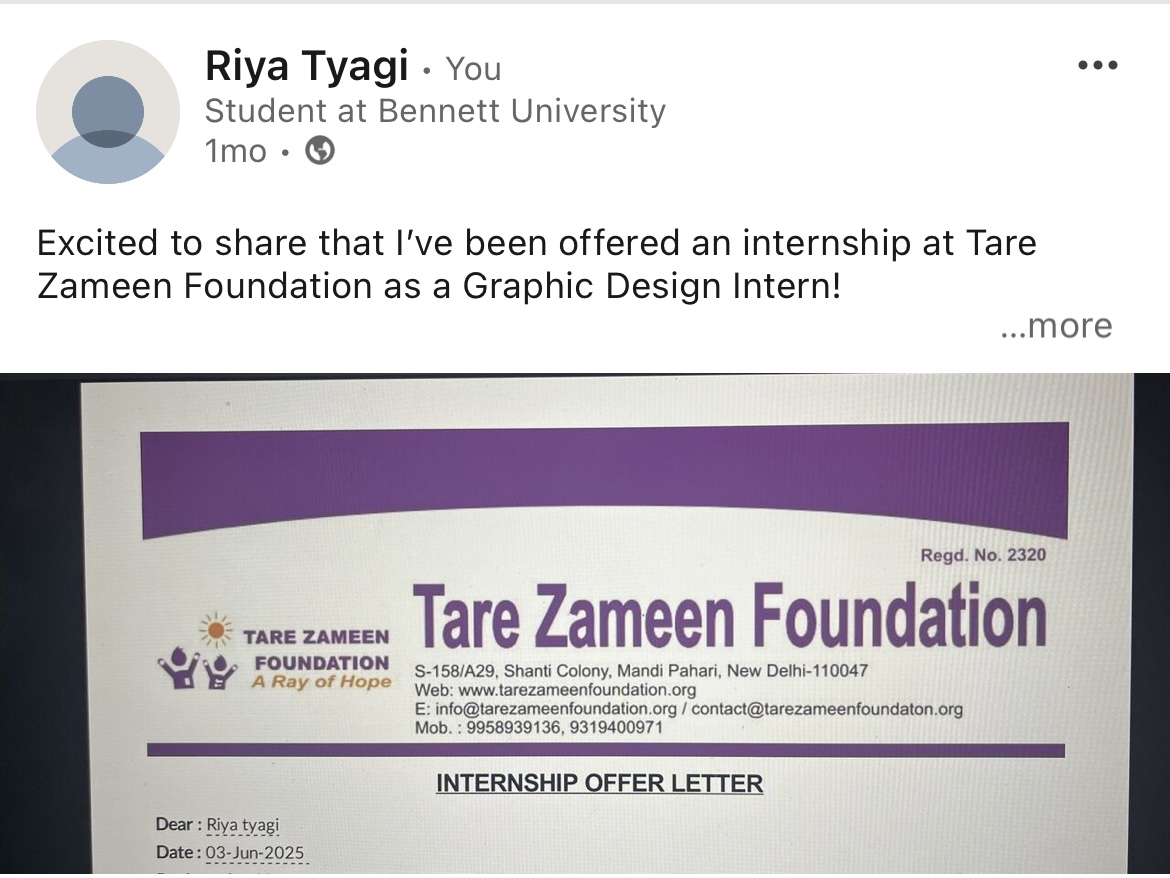 Riya Tyagi • You
Student at Bennett University
1mo •
Excited to share that I’ve been offered an internship at Tare
Zameen Foundation as a Graphic Design Intern!
...more
Regd. No. 2320
TARE ZAMEEN
FOUNDATION
A Ray of Hope
Tare Zameen Foundation
S-158/A29, Shanti Colony, Mandi Pahari, New Delhi-110047
Web: www.tarezameenfoundation.org
E: info@tarezameenfoundation.org / contact@tarezameenfoundaton.org
Mob. : 9958939136, 9319400971
INTERNSHIP OFFER LETTER
Dear : Riya tyagi
Date : 03-Jun-2025